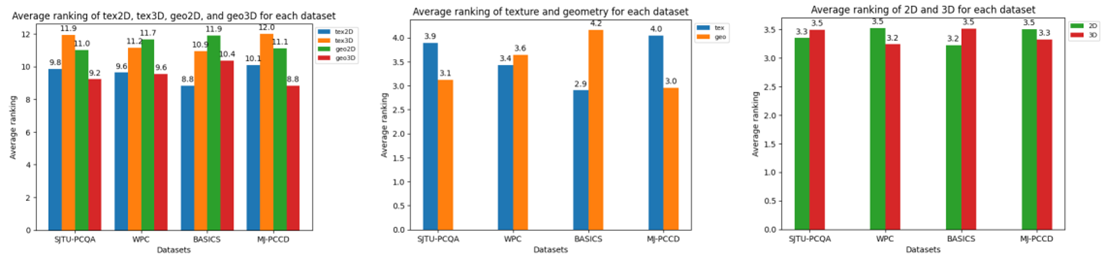 Average ranking of tex2D, tex3D, geo2D, and geo3D for each dataset
12
10
8
6
4
2
0
Average ranking
9.8 11.9 11.0 9.2
9.6 11.2 11.7 9.6
8.8 10.9 11.9 10.4
10.1 12.0 11.1 8.8
SJTU-PCQA WPC BASICS MJ-PCCD
Datasets
tex2D
tex3D
geo2D
geo3D
Average ranking of texture and geometry for each dataset
4.0
3.5
3.0
2.5
2.0
1.5
1.0
0.5
0.0
Average ranking
3.9 3.1
3.4 3.6
2.9 4.2
4.0 3.0
SJTU-PCQA WPC BASICS MJ-PCCD
Datasets
tex
geo
Average ranking of 2D and 3D for each dataset
3.5
3.0
2.5
2.0
1.5
1.0
0.5
0.0
Average ranking
3.3 3.5
3.5 3.2
3.2 3.5
3.5 3.3
SJTU-PCQA WPC BASICS MJ-PCCD
Datasets
2D
3D